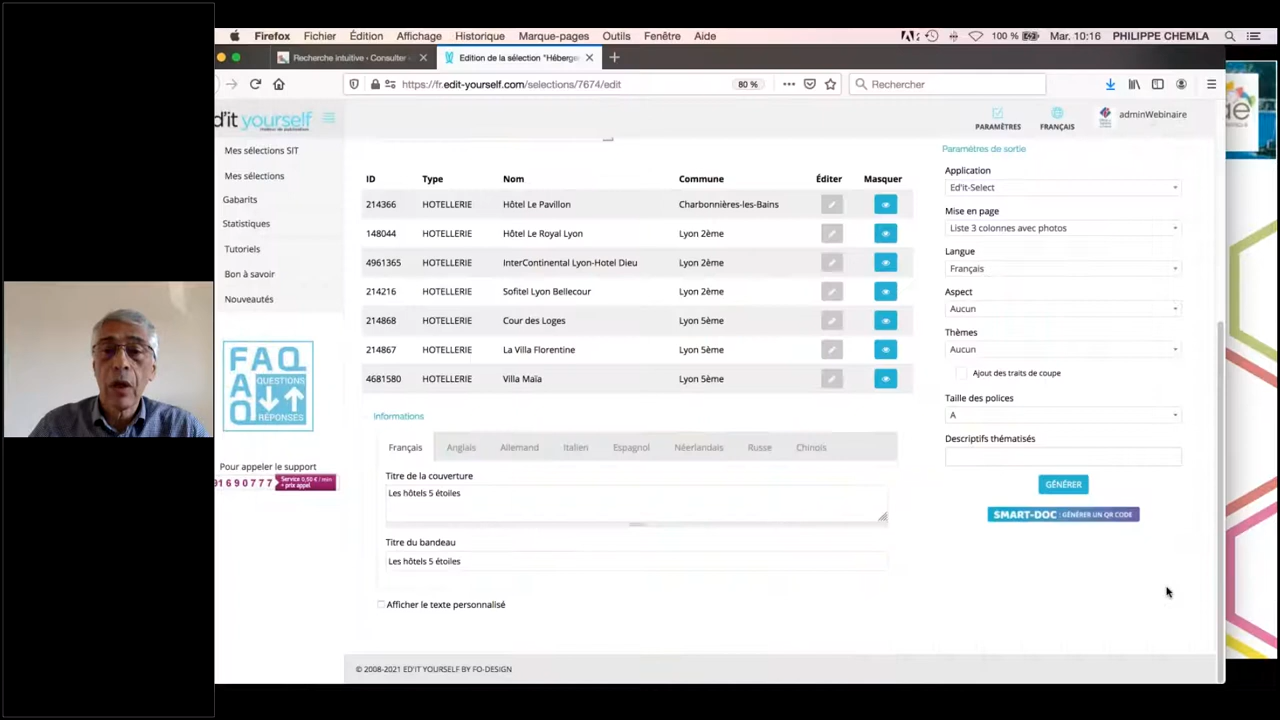 Firefox Fichier Édition Affichage Historique Marque-pages Outils Fenêtre Aide 100 % Mar. 10:16 PHILIPPE CHEMLA
Recherche intuitive ‹ Consulter ‹
Edition de la sélection "Héberge
https://fr.edit-yourself.com/selections/7674/edit
80 %
Rechercher
d'it yourself
PARAMÈTRES
FRANÇAIS
adminWebinaire
Mes sélections SIT
Mes sélections
Gabarits
Statistiques
Tutoriels
Bon à savoir
Nouveautés
FAQ
QUESTIONS
RÉPONSES
Pour appeler le support
91690777 Service 0,50 € / min
+ prix appel
ID Type Nom Commune Éditer Masquer
214366 HOTELLERIE Hôtel Le Pavillon Charbonnières-les-Bains
148044 HOTELLERIE Hôtel Le Royal Lyon Lyon 2ème
4961365 HOTELLERIE InterContinental Lyon-Hotel Dieu Lyon 2ème
214216 HOTELLERIE Sofitel Lyon Bellecour Lyon 2ème
214868 HOTELLERIE Cour des Loges Lyon 5ème
214867 HOTELLERIE La Villa Florentine Lyon 5ème
4681580 HOTELLERIE Villa Maïa Lyon 5ème
Informations
Français Anglais Allemand Italien Espagnol Néerlandais Russe Chinois
Titre de la couverture
Les hôtels 5 étoiles
Titre du bandeau
Les hôtels 5 étoiles
Afficher le texte personnalisé
Paramètres de sortie
Application
Ed'it-Select
Mise en page
Liste 3 colonnes avec photos
Langue
Français
Aspect
Aucun
Thèmes
Aucun
Ajout des traits de coupe
Taille des polices
A
Descriptifs thématisés
GÉNÉRER
SMART-DOC : GÉNÉRER UN QR CODE
© 2008-2021 ED'IT YOURSELF BY FO-DESIGN